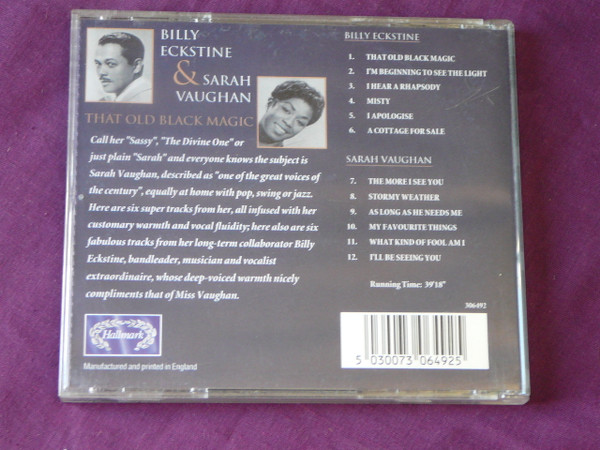 BILLY
ECKSTINE
& SARAH
VAUGHAN
THAT OLD BLACK MAGIC
Call her "Sassy", "The Divine One" or
just plain "Sarah" and everyone knows the subject is
Sarah Vaughan, described as "one of the great voices of
the century", equally at home with pop, swing or jazz.
Here are six super tracks from her, all infused with her
customary warmth and vocal fluidity; here also are six
fabulous tracks from her long-term collaborator Billy
Eckstine, bandleader, musician and vocalist
extraordinaire, whose deep-voiced warmth nicely
compliments that of Miss Vaughan.
Hallmark
Manufactured and printed in England
BILLY ECKSTINE
1. THAT OLD BLACK MAGIC
2. I'M BEGINNING TO SEE THE LIGHT
3. I HEAR A RHAPSODY
4. MISTY
5. I APOLOGISE
6. A COTTAGE FOR SALE
SARAH VAUGHAN
7. THE MORE I SEE YOU
8. STORMY WEATHER
9. AS LONG AS HE NEEDS ME
10. MY FAVOURITE THINGS
11. WHAT KIND OF FOOL AM I
12. I'LL BE SEEING YOU
Running Time: 39'18"
306492
5 030073 064925